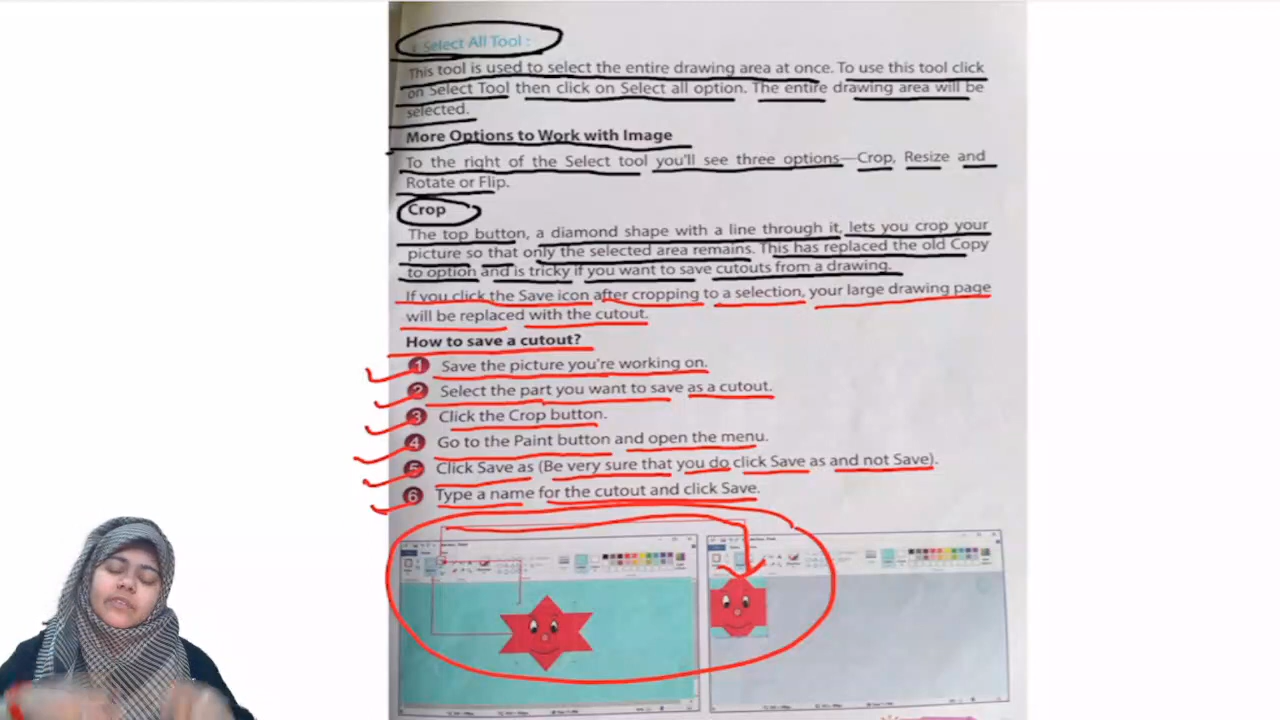 Select All Tool :
This tool is used to select the entire drawing area at once. To use this tool click
on Select Tool then click on Select all option. The entire drawing area will be
selected.
More Options to Work with Image
To the right of the Select tool you'll see three options—Crop, Resize and
Rotate or Flip.
Crop
The top button, a diamond shape with a line through it, lets you crop your
picture so that only the selected area remains. This has replaced the old Copy
to option and is tricky if you want to save cutouts from a drawing.
If you click the Save icon after cropping to a selection, your large drawing page
will be replaced with the cutout.
How to save a cutout?
1 Save the picture you're working on.
2 Select the part you want to save as a cutout.
3 Click the Crop button.
4 Go to the Paint button and open the menu.
5 Click Save as (Be very sure that you do click Save as and not Save).
6 Type a name for the cutout and click Save.